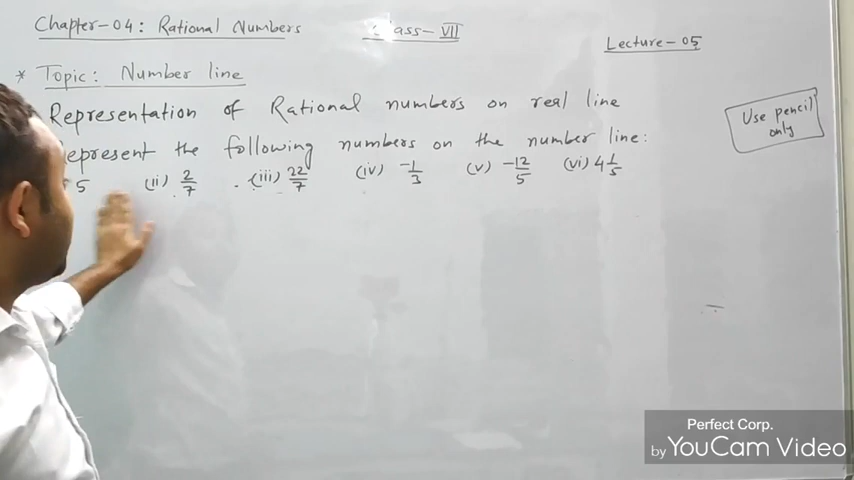 Chapter-04: Rational Numbers
Class-VII
Lecture-05
* Topic: Number line
Representation of Rational numbers on real line
Use pencil
only
Represent the following numbers on the number line:
5 (ii) 2/7 (iii) 22/7 (iv) -1/3 (v) -12/5 (vi) 4 1/5
Perfect Corp.
by YouCam Video